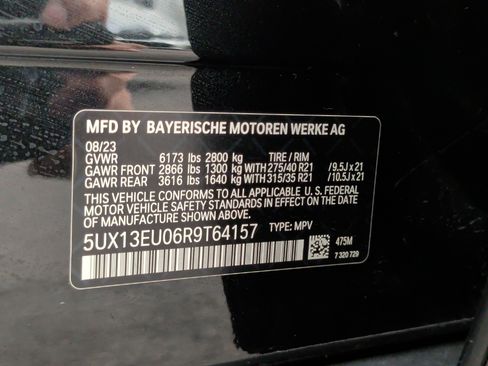 MFD BY BAYERISCHE MOTOREN WERKE AG
08/23
GVWR 6173 lbs 2800 kg TIRE / RIM
GAWR FRONT 2866 lbs 1300 kg WITH 275/40 R21 /9.5J x 21
GAWR REAR 3616 lbs 1640 kg WITH 315/35 R21 /10.5J x 21
THIS VEHICLE CONFORMS TO ALL APPLICABLE U. S. FEDERAL
MOTOR VEHICLE SAFETY STANDARDS IN EFFECT ON THE DATE
OF MANUFACTURE SHOWN ABOVE.
5UX13EU06R9T64157 TYPE: MPV
475M
7 320 729